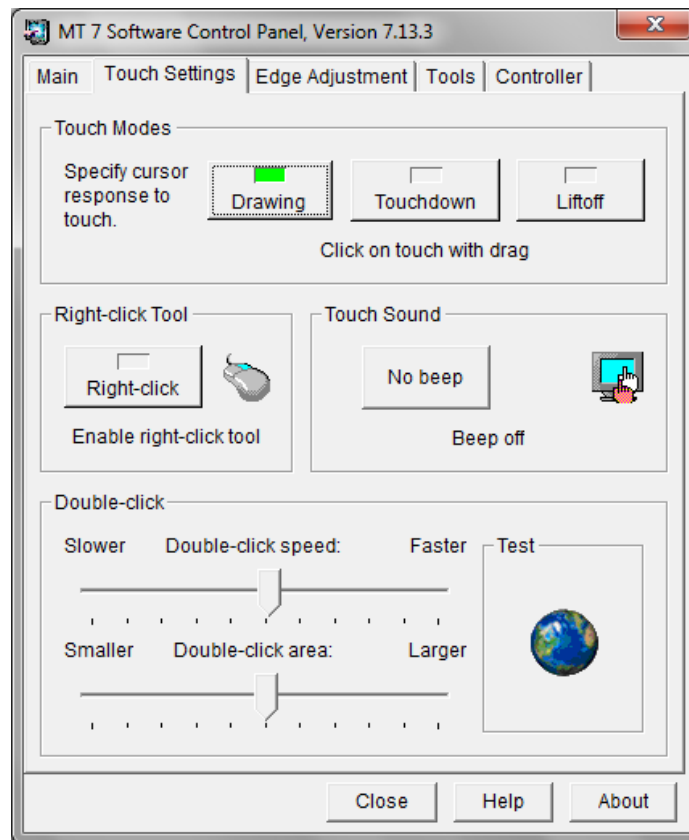 MT 7 Software Control Panel, Version 7.13.3
Main Touch Settings Edge Adjustment Tools Controller
Touch Modes
Specify cursor
response to
touch.
Drawing Touchdown Liftoff
Click on touch with drag
Right-click Tool
Right-click
Enable right-click tool
Touch Sound
No beep
Beep off
Double-click
Slower Double-click speed: Faster
Smaller Double-click area: Larger
Test
Close Help About